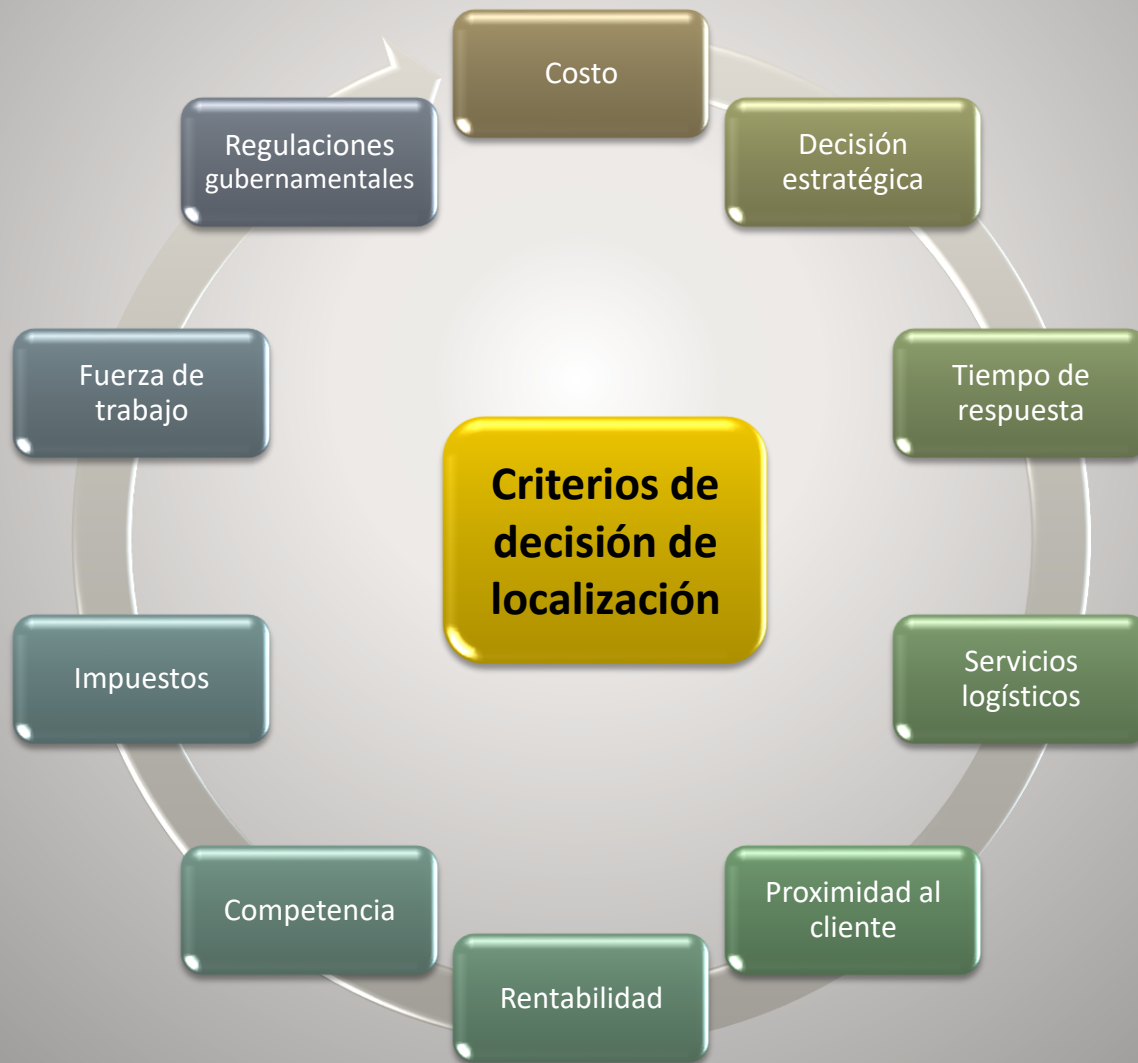 Costo
Decisión
estratégica
Tiempo de
respuesta
Servicios
logísticos
Proximidad al
cliente
Rentabilidad
Competencia
Impuestos
Fuerza de
trabajo
Regulaciones
gubernamentales
Criterios de
decisión de
localización